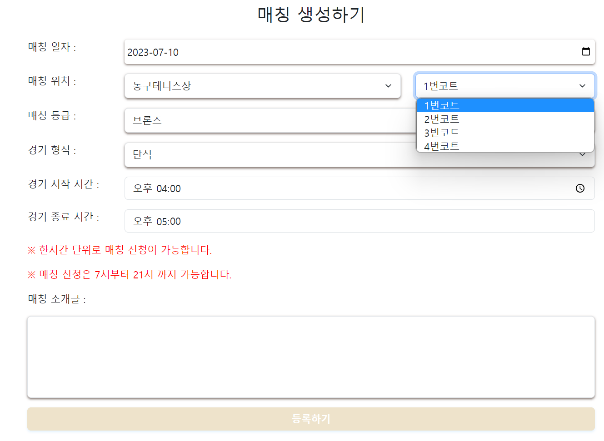 매칭 생성하기
매칭 일자 :
2023-07-10
매칭 위치 :
동구테니스장
1번코트
1번코트
2번코트
3번코트
4번코트
매칭 등급 :
브론즈
경기 형식 :
단식
경기 시작 시간 :
오후 04:00
경기 종료 시간 :
오후 05:00
※ 한시간 단위로 매칭 신청이 가능합니다.
※ 매칭 신청은 7시부터 21시 까지 가능합니다.
매칭 소개글 :
등록하기